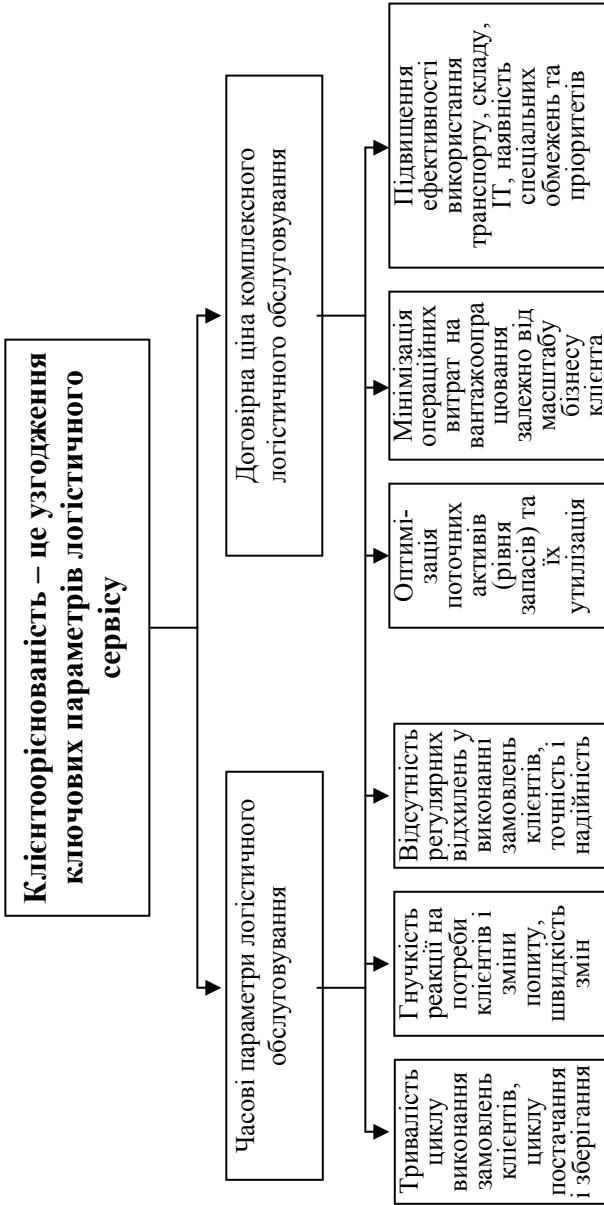 Клієнтоорієнованість – це узгодження
ключових параметрів логістичного
сервісу
Часові параметри логістичного
обслуговування
Договірна ціна комплексного
логістичного обслуговування
Тривалість
циклу
виконання
замовлень
клієнтів,
циклу
постачання
і зберігання
Гнучкість
реакції на
потреби
клієнтів і
зміни
попиту,
швидкість
змін
Відсутність
регулярних
відхилень у
виконанні
замовлень
клієнтів,
точність і
надійність
Оптимі-
зація
поточних
активів
(рівня
запасів) та
їх
утилізація
Мінімізація
операційних
витрат на
вантажоопра
цювання
залежно від
масштабу
бізнесу
клієнта
Підвищення
ефективності
використання
транспорту, складу,
ІТ, наявність
спеціальних
обмежень та
пріоритетів